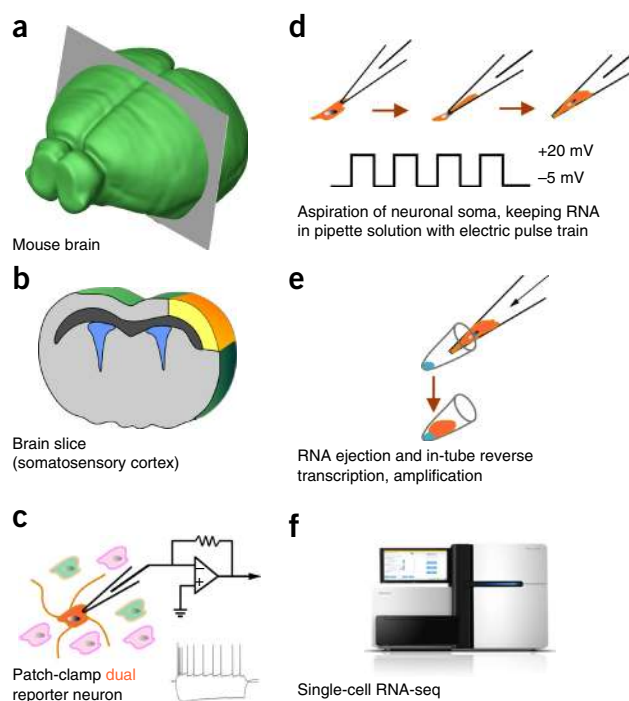 a
Mouse brain
b
Brain slice
(somatosensory cortex)
c
Patch-clamp dual
reporter neuron
d
+20 mV
–5 mV
Aspiration of neuronal soma, keeping RNA
in pipette solution with electric pulse train
e
RNA ejection and in-tube reverse
transcription, amplification
f
Single-cell RNA-seq